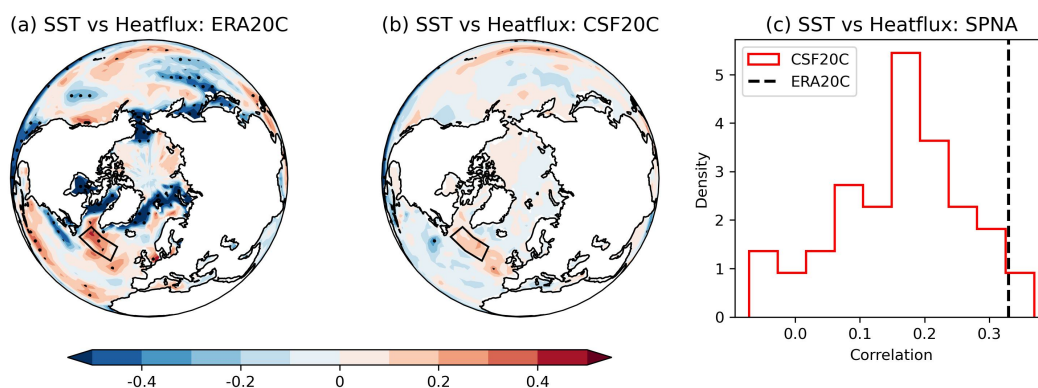 (a) SST vs Heatflux: ERA20C
(b) SST vs Heatflux: CSF20C
(c) SST vs Heatflux: SPNA
CSF20C
ERA20C
5
4
3
2
1
0
Density
0.0 0.1 0.2 0.3
Correlation
-0.4 -0.2 0 0.2 0.4